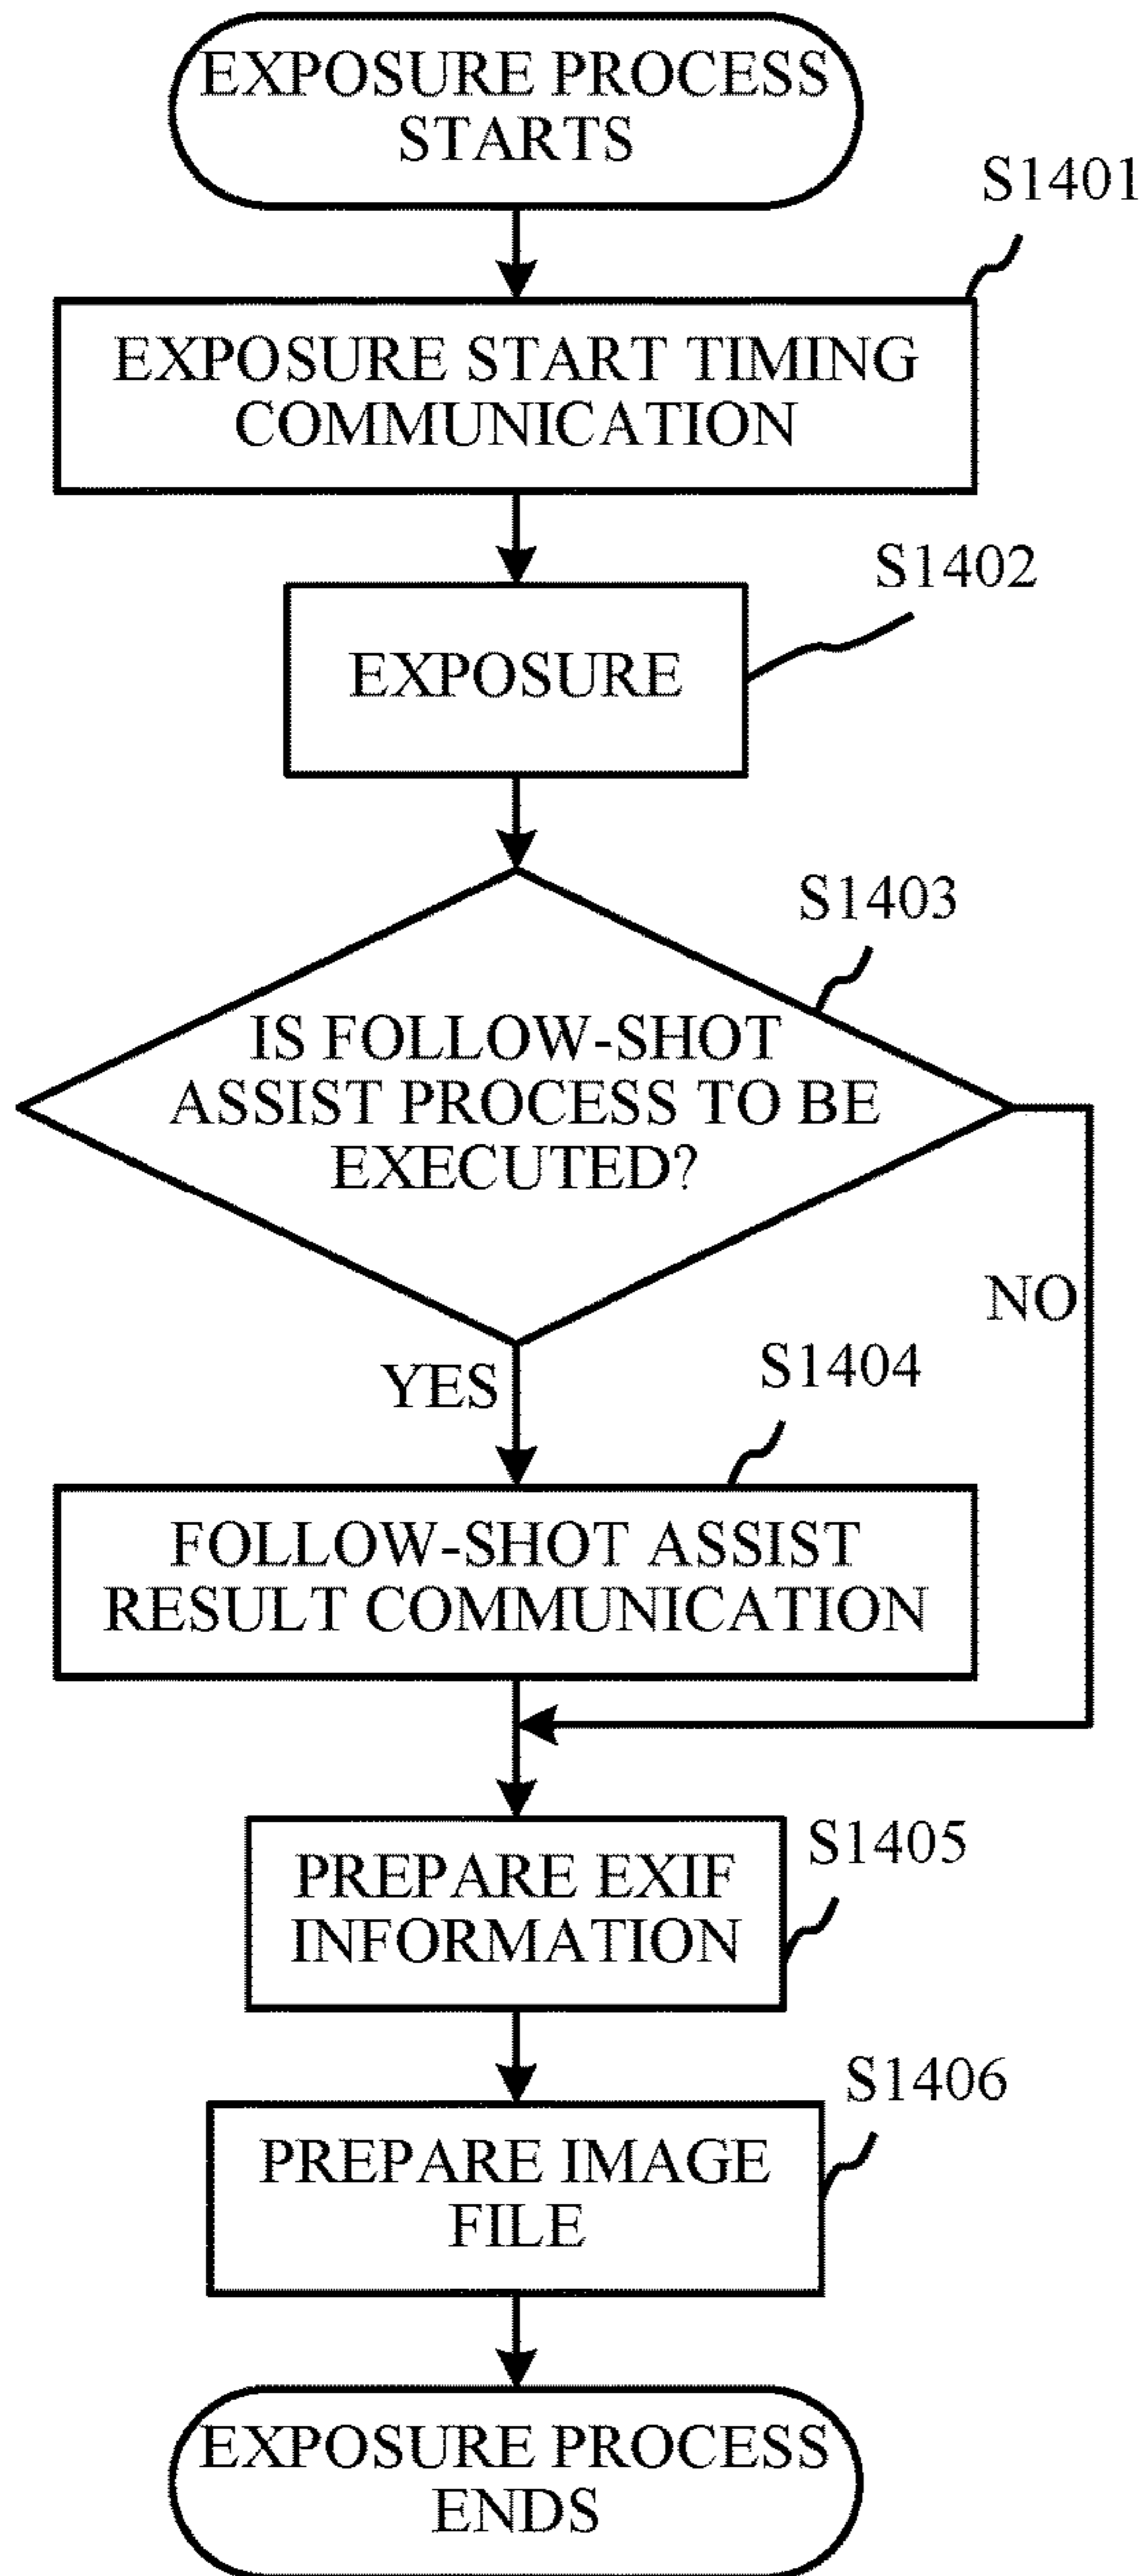 EXPOSURE PROCESS
STARTS
S1401
EXPOSURE START TIMING
COMMUNICATION
S1402
EXPOSURE
S1403
IS FOLLOW-SHOT
ASSIST PROCESS TO BE
EXECUTED?
NO
YES
S1404
FOLLOW-SHOT ASSIST
RESULT COMMUNICATION
S1405
PREPARE EXIF
INFORMATION
S1406
PREPARE IMAGE
FILE
EXPOSURE PROCESS
ENDS